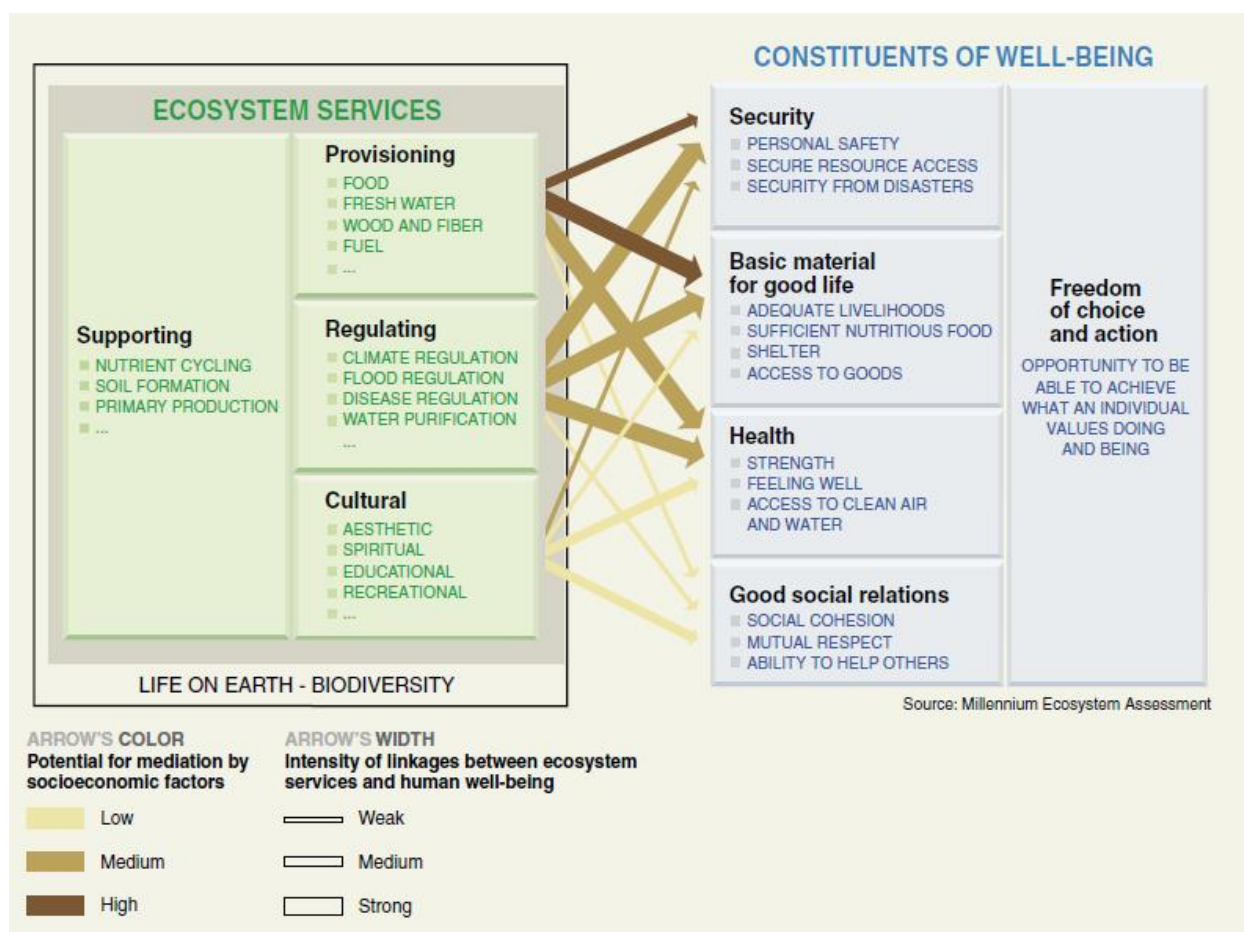 CONSTITUENTS OF WELL-BEING
ECOSYSTEM SERVICES
Supporting
NUTRIENT CYCLING
SOIL FORMATION
PRIMARY PRODUCTION
...
Provisioning
FOOD
FRESH WATER
WOOD AND FIBER
FUEL
...
Regulating
CLIMATE REGULATION
FLOOD REGULATION
DISEASE REGULATION
WATER PURIFICATION
...
Cultural
AESTHETIC
SPIRITUAL
EDUCATIONAL
RECREATIONAL
...
LIFE ON EARTH - BIODIVERSITY
Security
PERSONAL SAFETY
SECURE RESOURCE ACCESS
SECURITY FROM DISASTERS
Basic material
for good life
ADEQUATE LIVELIHOODS
SUFFICIENT NUTRITIOUS FOOD
SHELTER
ACCESS TO GOODS
Health
STRENGTH
FEELING WELL
ACCESS TO CLEAN AIR
AND WATER
Good social relations
SOCIAL COHESION
MUTUAL RESPECT
ABILITY TO HELP OTHERS
Freedom
of choice
and action
OPPORTUNITY TO BE
ABLE TO ACHIEVE
WHAT AN INDIVIDUAL
VALUES DOING
AND BEING
Source: Millennium Ecosystem Assessment
ARROW'S COLOR
Potential for mediation by
socioeconomic factors
Low
Medium
High
ARROW'S WIDTH
Intensity of linkages between ecosystem
services and human well-being
Weak
Medium
Strong